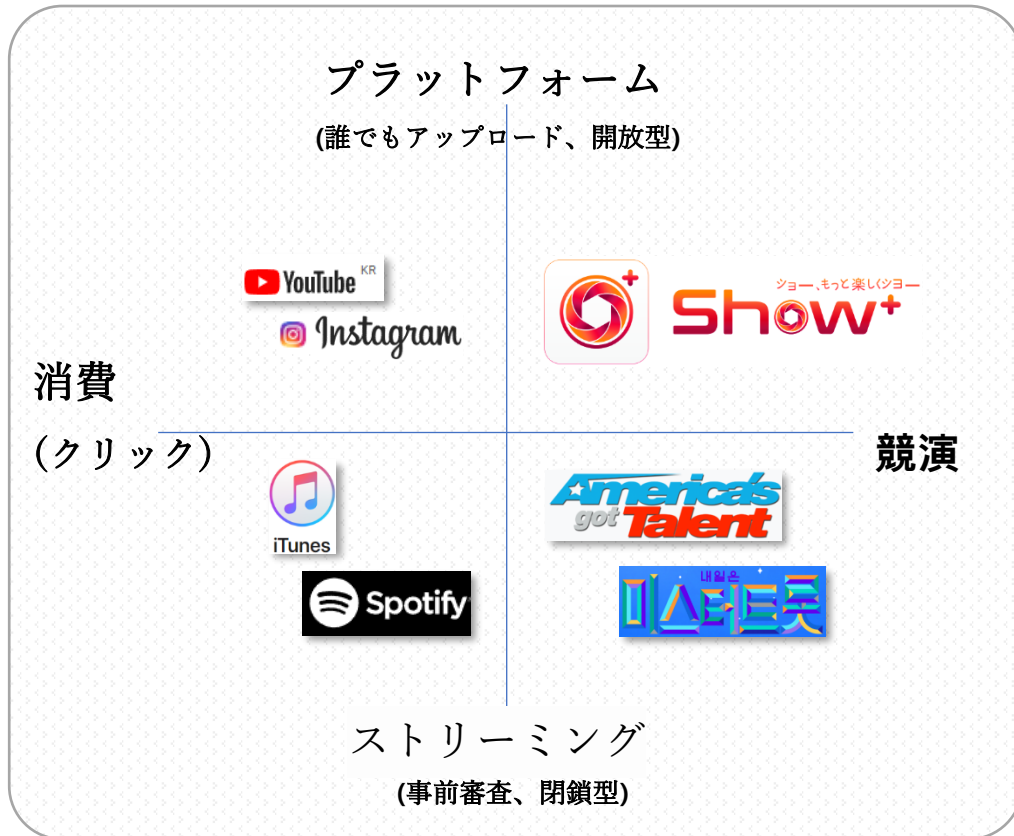 プラットフォーム
(誰でもアップロード、開放型)
YouTube KR
Instagram
ショー、もっと楽しくショー
Show+
消費
(クリック)
競演
iTunes
Spotify
America's
got Talent
내일은
미스터트롯
ストリーミング
(事前審査、閉鎖型)